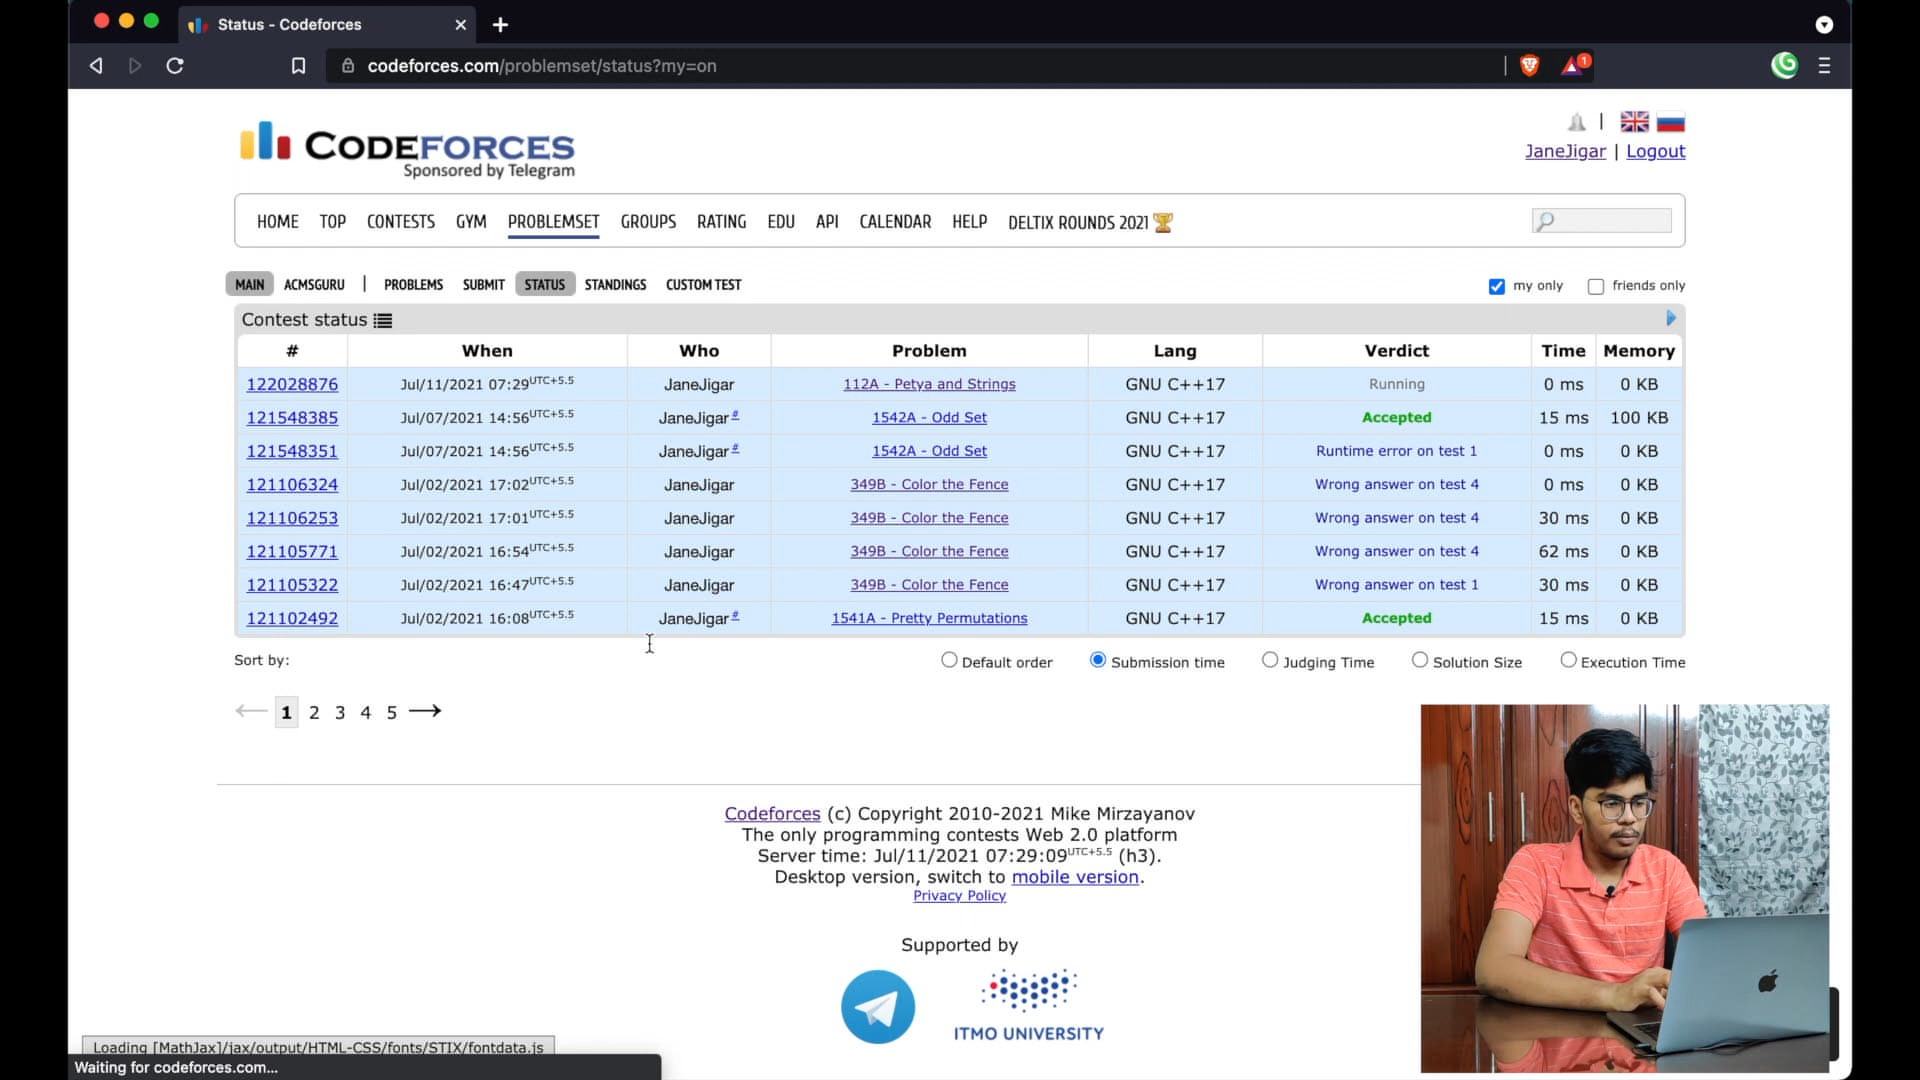 Status - Codeforces
codeforces.com/problemset/status?my=on
1
CODEFORCES
Sponsored by Telegram
JaneJigar | Logout
HOME TOP CONTESTS GYM PROBLEMSET GROUPS RATING EDU API CALENDAR HELP DELTIX ROUNDS 2021
MAIN ACMSGURU | PROBLEMS SUBMIT STATUS STANDINGS CUSTOM TEST
my only friends only
Contest status
# When Who Problem Lang Verdict Time Memory
122028876 Jul/11/2021 07:29UTC+5.5 JaneJigar 112A - Petya and Strings GNU C++17 Running 0 ms 0 KB
121548385 Jul/07/2021 14:56UTC+5.5 JaneJigar# 1542A - Odd Set GNU C++17 Accepted 15 ms 100 KB
121548351 Jul/07/2021 14:56UTC+5.5 JaneJigar# 1542A - Odd Set GNU C++17 Runtime error on test 1 0 ms 0 KB
121106324 Jul/02/2021 17:02UTC+5.5 JaneJigar 349B - Color the Fence GNU C++17 Wrong answer on test 4 0 ms 0 KB
121106253 Jul/02/2021 17:01UTC+5.5 JaneJigar 349B - Color the Fence GNU C++17 Wrong answer on test 4 30 ms 0 KB
121105771 Jul/02/2021 16:54UTC+5.5 JaneJigar 349B - Color the Fence GNU C++17 Wrong answer on test 4 62 ms 0 KB
121105322 Jul/02/2021 16:47UTC+5.5 JaneJigar 349B - Color the Fence GNU C++17 Wrong answer on test 1 30 ms 0 KB
121102492 Jul/02/2021 16:08UTC+5.5 JaneJigar# 1541A - Pretty Permutations GNU C++17 Accepted 15 ms 0 KB
Sort by: Default order Submission time Judging Time Solution Size Execution Time
← 1 2 3 4 5 →
Codeforces (c) Copyright 2010-2021 Mike Mirzayanov
The only programming contests Web 2.0 platform
Server time: Jul/11/2021 07:29:09UTC+5.5 (h3).
Desktop version, switch to mobile version.
Privacy Policy
Supported by
ITMO UNIVERSITY
Loading [MathJax]/jax/output/HTML-CSS/fonts/STIX/fontdata.js
Waiting for codeforces.com...